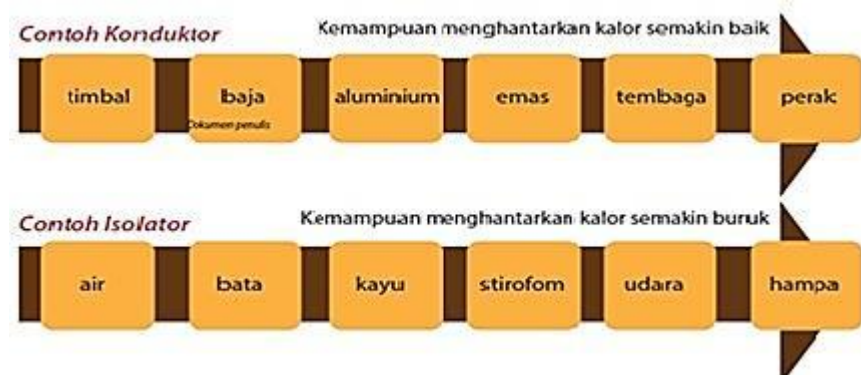 Contoh Konduktor
Kemampuan menghantarkan kalor semakin baik
timbal baja aluminium emas tembaga perak
Dokumen penulis
Contoh Isolator
Kemampuan menghantarkan kalor semakin buruk
air bata kayu stirofom udara hampa